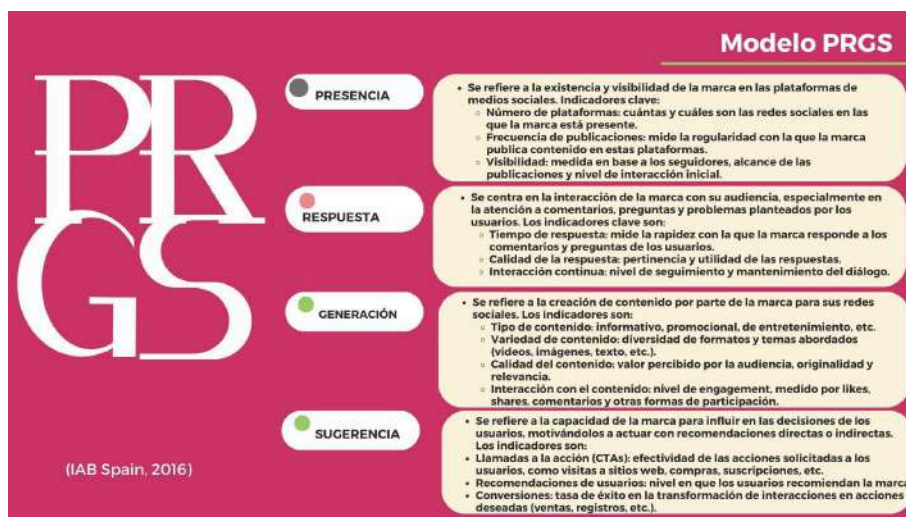 Modelo PRGS
PR
GS
PRESENCIA
• Se refiere a la existencia y visibilidad de la marca en las plataformas de
medios sociales. Indicadores clave:
○ Número de plataformas: cuántas y cuáles son las redes sociales en las
que la marca está presente.
○ Frecuencia de publicaciones: mide la regularidad con la que la marca
publica contenido en estas plataformas.
○ Visibilidad: medida en base a los seguidores, alcance de las
publicaciones y nivel de interacción inicial.
RESPUESTA
• Se centra en la interacción de la marca con su audiencia, especialmente en
la atención a comentarios, preguntas y problemas planteados por los
usuarios. Los indicadores clave son:
○ Tiempo de respuesta: mide la rapidez con la que la marca responde a los
comentarios y preguntas de los usuarios.
○ Calidad de la respuesta: pertinencia y utilidad de las respuestas.
○ Interacción continua: nivel de seguimiento y mantenimiento del diálogo.
GENERACIÓN
• Se refiere a la creación de contenido por parte de la marca para sus redes
sociales. Los indicadores son:
○ Tipo de contenido: informativo, promocional, de entretenimiento, etc.
○ Variedad de contenido: diversidad de formatos y temas abordados
(videos, imágenes, texto, etc.).
○ Calidad del contenido: valor percibido por la audiencia, originalidad y
relevancia.
○ Interacción con el contenido: nivel de engagement, medido por likes,
shares, comentarios y otras formas de participación.
SUGERENCIA
• Se refiere a la capacidad de la marca para influir en las decisiones de los
usuarios, motivándolos a actuar con recomendaciones directas o indirectas.
Los indicadores son:
• Llamadas a la acción (CTAs): efectividad de las acciones solicitadas a los
usuarios, como visitas a sitios web, compras, suscripciones, etc.
• Recomendaciones de usuarios: nivel en que los usuarios recomiendan la marca
• Conversiones: tasa de éxito en la transformación de interacciones en acciones
deseadas (ventas, registros, etc.).
(IAB Spain, 2016)